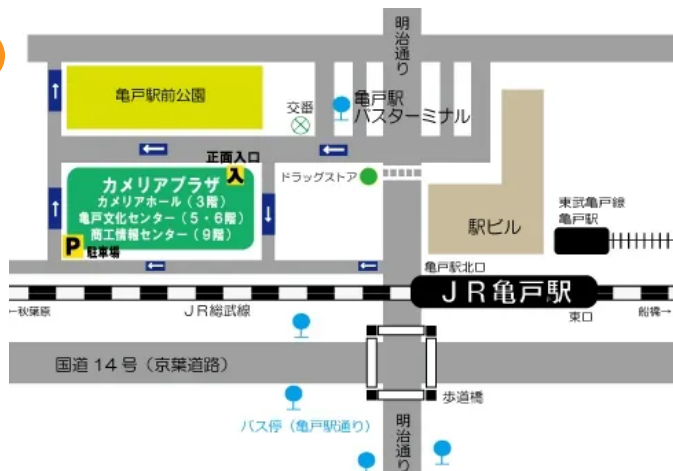 明治通り
亀戸駅前公園
交番
亀戸駅
バスターミナル
正面入口
入
カメリアプラザ
カメリアホール(3階)
亀戸文化センター(5・6階)
商工情報センター(9階)
P 駐車場
ドラッグストア
駅ビル
東武亀戸線
亀戸駅
亀戸駅北口
JR亀戸駅
←秋葉原
JR総武線
東口
船橋→
国道14号(京葉道路)
歩道橋
バス停(亀戸駅通り)
明治通り